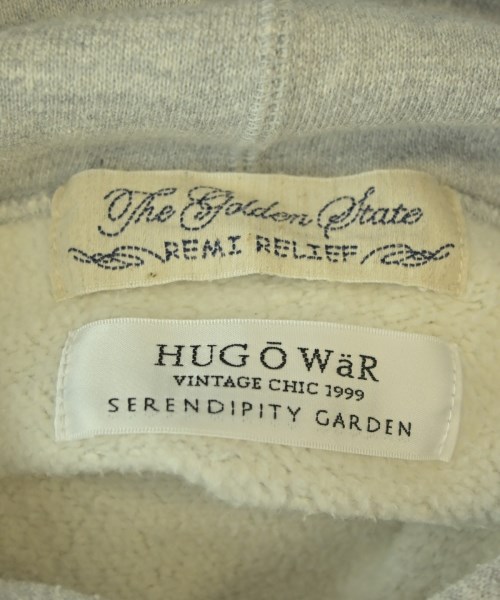 The Golden State
REMI RELIEF
HUG Ō WäR
VINTAGE CHIC 1999
SERENDIPITY GARDEN